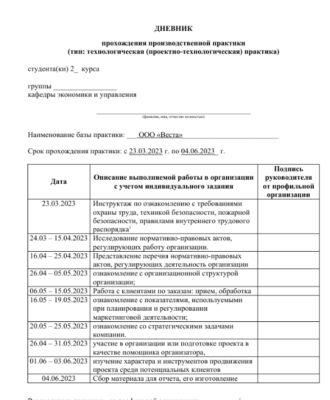 ДНЕВНИК
прохождения производственной практики
(тип: технологическая (проектно-технологическая) практика)
студента(ки) 2_ курса
группы ____________________
кафедры экономики и управления
(фамилия, имя, отчество полностью)
Наименование базы практики: ООО «Веста»
Срок прохождения практики: с 23.03.2023 г. по 04.06.2023_ г
Дата
Описание выполняемой работы в организации
с учетом индивидуального задания
Подпись
руководителя
от профильной
организации
23.03.2023
Инструктаж по ознакомлению с требованиями
охраны труда, техникой безопасности, пожарной
безопасности, правилами внутреннего трудового
распорядка
24.03 – 15.04.2023
Исследование нормативно-правовых актов,
регулирующих работу организации.
16.04 – 25.04.2023
Представление перечня нормативно-правовых
актов, регулирующих деятельность организации
26.04 – 05.05.2023
ознакомление с организационной структурой
организации;
06.05 – 15.05.2023
Работа с клиентами по заказам: прием, обработка
16.05 – 19.05.2023
ознакомление с показателями, используемыми
при планировании и регулировании
маркетинговой деятельности;
20.05 – 25.05.2023
ознакомление со стратегическими задачами
компании.
26.04 – 31.05.2023
участие в организации или подготовке проекта в
качестве помощника организатора,
01.06 – 03.06.2023
изучение характера и инструментов продвижения
проекта среди потенциальных клиентов
04.06.2023
Сбор материала для отчета, его изготовление